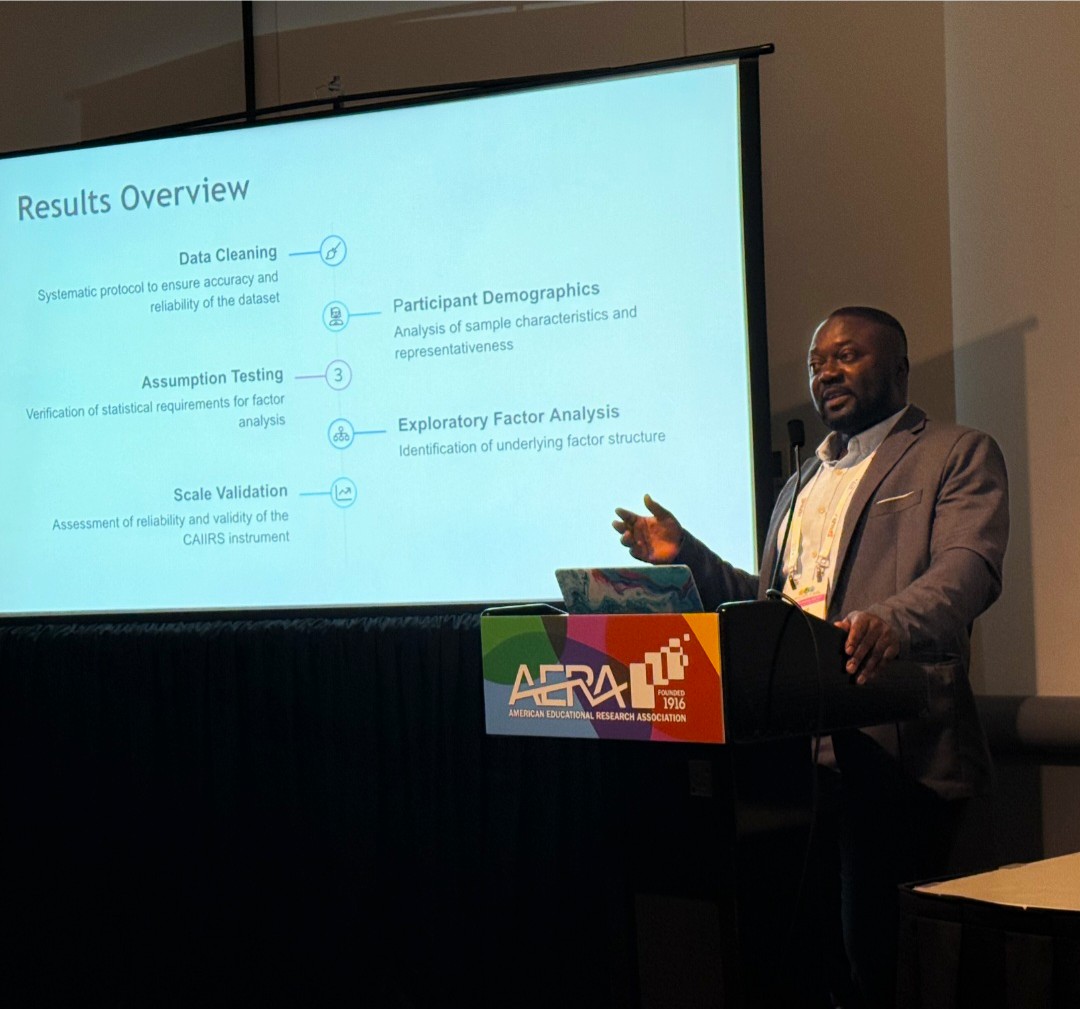 Results Overview
Data Cleaning
Systematic protocol to ensure accuracy and
reliability of the dataset
Participant Demographics
Analysis of sample characteristics and
representativeness
3
Assumption Testing
Verification of statistical requirements for factor
analysis
Exploratory Factor Analysis
Identification of underlying factor structure
Scale Validation
Assessment of reliability and validity of the
CAIIRS instrument
AERA
FOUNDED
1916
AMERICAN EDUCATIONAL RESEARCH ASSOCIATION